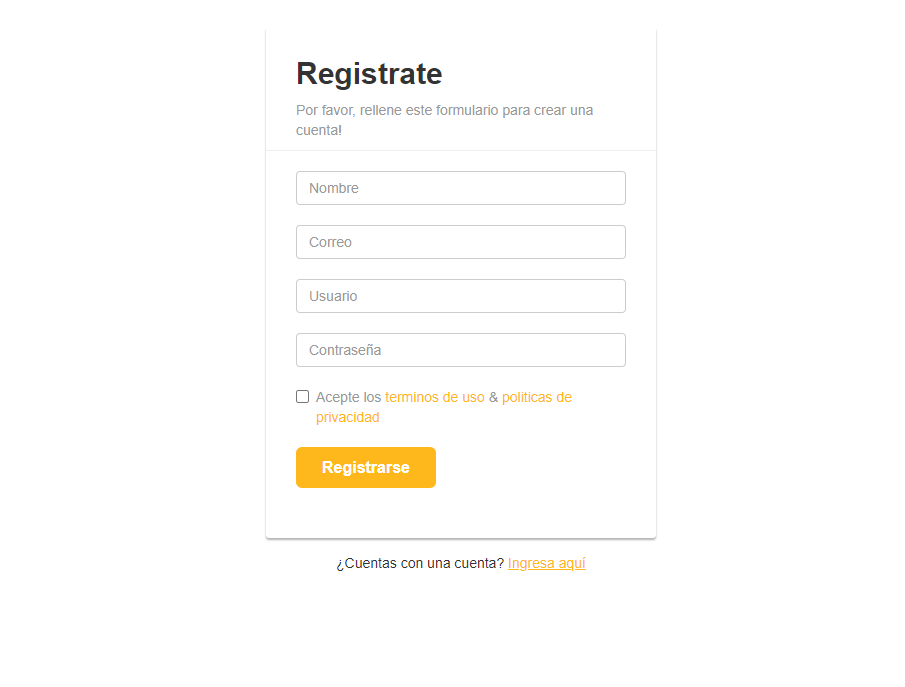 Registrate
Por favor, rellene este formulario para crear una
cuenta!
Nombre
Correo
Usuario
Contraseña
Acepte los terminos de uso & politicas de
privacidad
Registrarse
¿Cuentas con una cuenta? Ingresa aquí